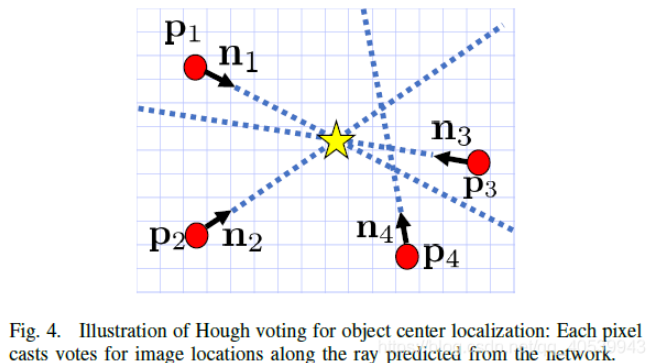 p1
n1
n3
p3
p2 n2
n4
p4
Fig. 4. Illustration of Hough voting for object center localization: Each pixel
casts votes for image locations along the ray predicted from the network.